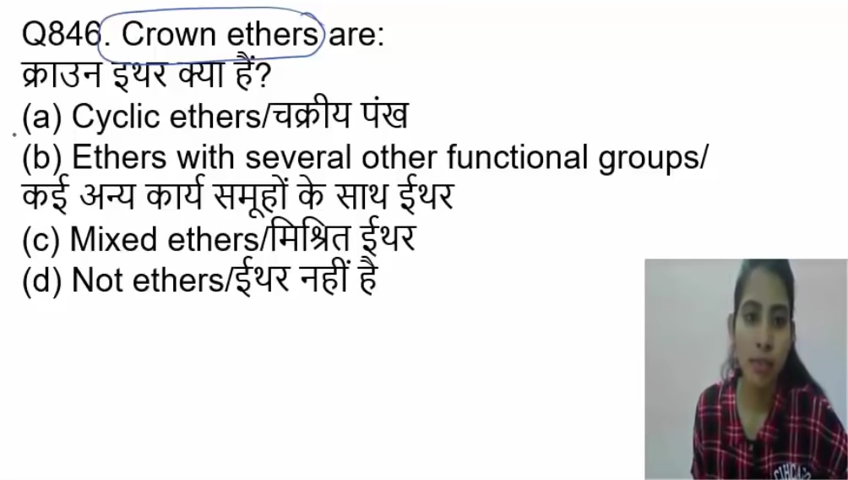 Q846. Crown ethers are:
क्राउन इथर क्या हैं?
(a) Cyclic ethers/चक्रीय पंख
(b) Ethers with several other functional groups/
कई अन्य कार्य समूहों के साथ ईथर
(c) Mixed ethers/मिश्रित ईथर
(d) Not ethers/ईथर नहीं है